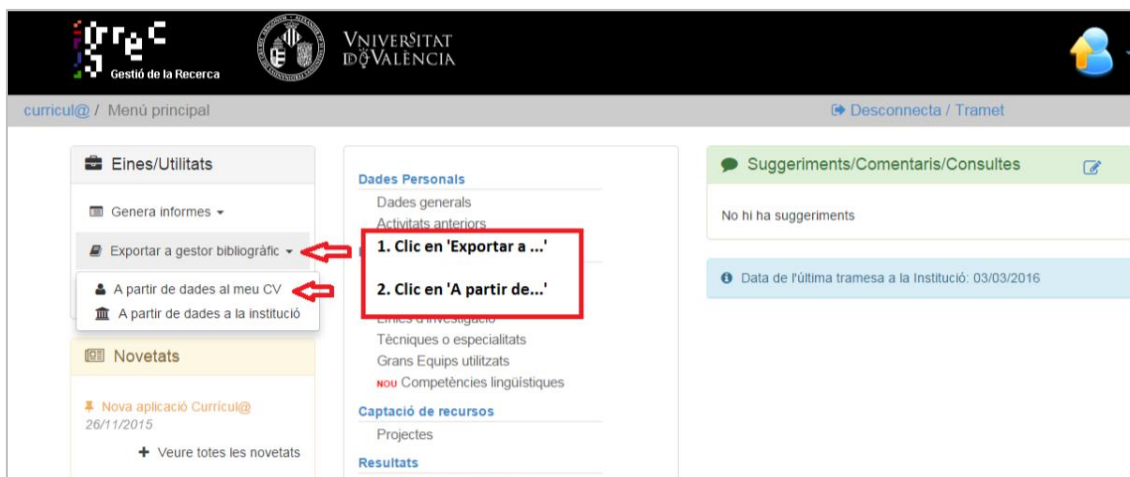 grec
Gestió de la Recerca
VNIVERSITAT
DǾVALÈNCIA
curricul@ / Menú principal
Desconnecta / Tramet
Eines/Utilitats
Genera informes
Exportar a gestor bibliogràfic
A partir de dades al meu CV
A partir de dades a la institució
Novetats
Nova aplicació Currícul@
26/11/2015
Veure totes les novetats
Dades Personals
Dades generals
Activitats anteriors
1. Clic en 'Exportar a ...'
2. Clic en 'A partir de...'
Línies d'investigació
Tècniques o especialitats
Grans Equips utilitzats
NOU Competències lingüístiques
Captació de recursos
Projectes
Resultats
Suggeriments/Comentaris/Consultes
No hi ha suggeriments
Data de l'última tramesa a la Institució: 03/03/2016